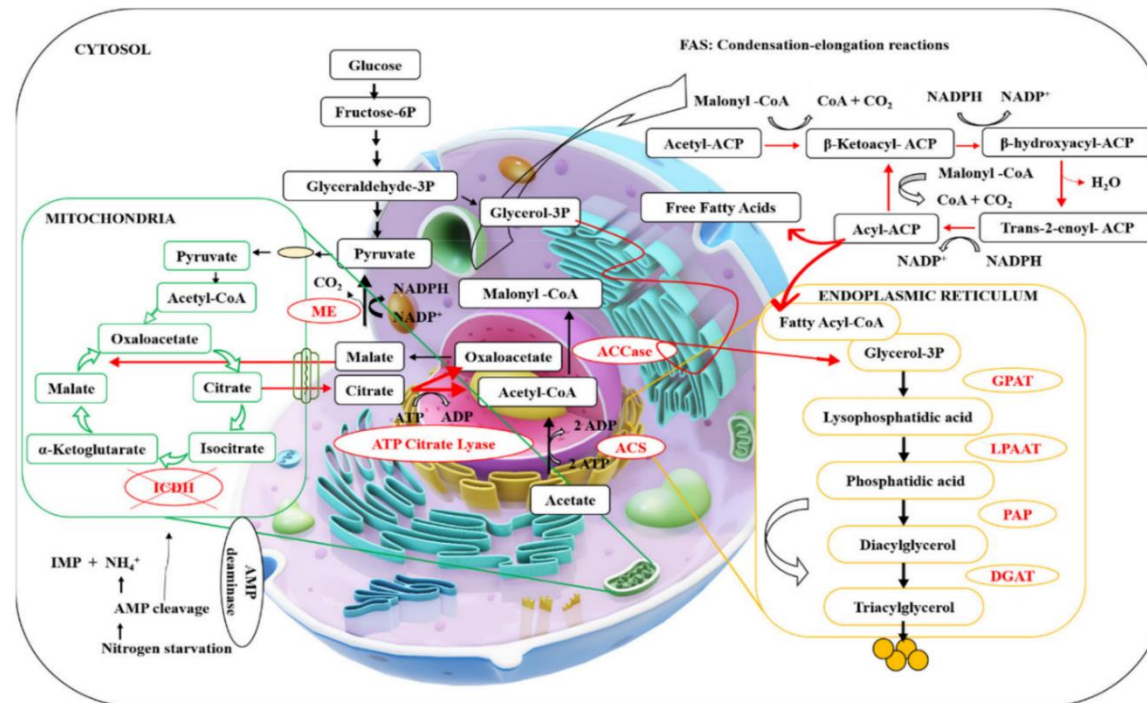 CYTOSOL
FAS: Condensation-elongation reactions
Glucose
Fructose-6P
Glyceraldehyde-3P
Glycerol-3P
Pyruvate
CO₂
ME
NADPH
NADP⁺
Malonyl -CoA
Malate
Oxaloacetate
ACCase
Citrate
Acetyl-CoA
ATP
ADP
ATP Citrate Lyase
2 ADP
2 ATP
ACS
Acetate
MITOCHONDRIA
Pyruvate
Acetyl-CoA
Oxaloacetate
Malate
Citrate
α-Ketoglutarate
Isocitrate
ICDH
IMP + NH₄⁺
AMP cleavage
Nitrogen starvation
AMP
deaminase
Malonyl -CoA
CoA + CO₂
NADPH
NADP⁺
Acetyl-ACP
β-Ketoacyl- ACP
β-hydroxyacyl-ACP
Malonyl -CoA
CoA + CO₂
H₂O
Free Fatty Acids
Acyl-ACP
Trans-2-enoyl- ACP
NADP⁺
NADPH
ENDOPLASMIC RETICULUM
Fatty Acyl-CoA
Glycerol-3P
GPAT
Lysophosphatidic acid
LPAAT
Phosphatidic acid
PAP
Diacylglycerol
DGAT
Triacylglycerol